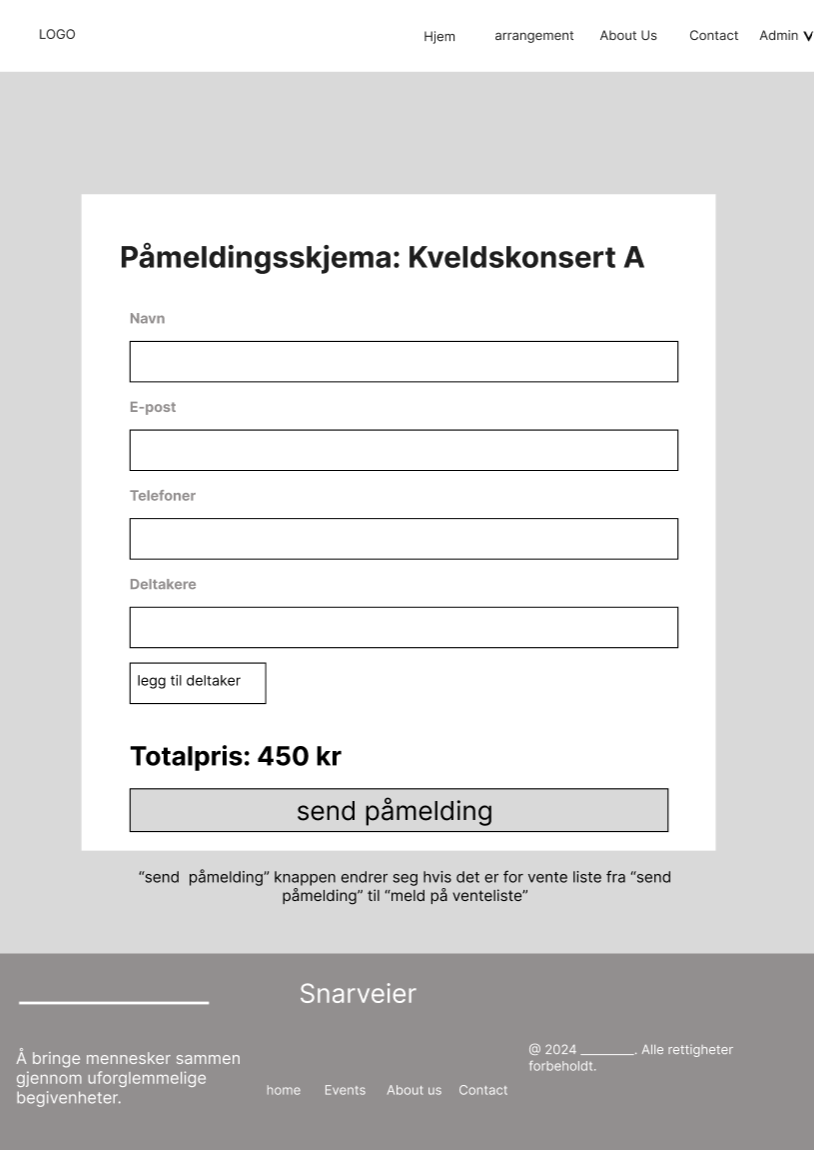 LOGO
Hjem arrangement About Us Contact Admin
Påmeldingsskjema: Kveldskonsert A
Navn
E-post
Telefoner
Deltakere
legg til deltaker
Totalpris: 450 kr
send påmelding
“send  påmelding” knappen endrer seg hvis det er for vente liste fra “send
påmelding” til “meld på venteliste”
Snarveier
Å bringe mennesker sammen
gjennom uforglemmelige
begivenheter.
home Events About us Contact
@ 2024 ________. Alle rettigheter
forbeholdt.